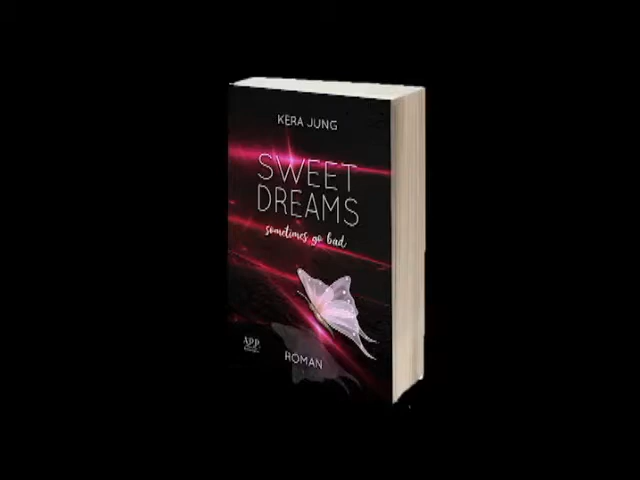 KERA JUNG
SWEET
DREAMS
sometimes go bad
APP
ROMAN